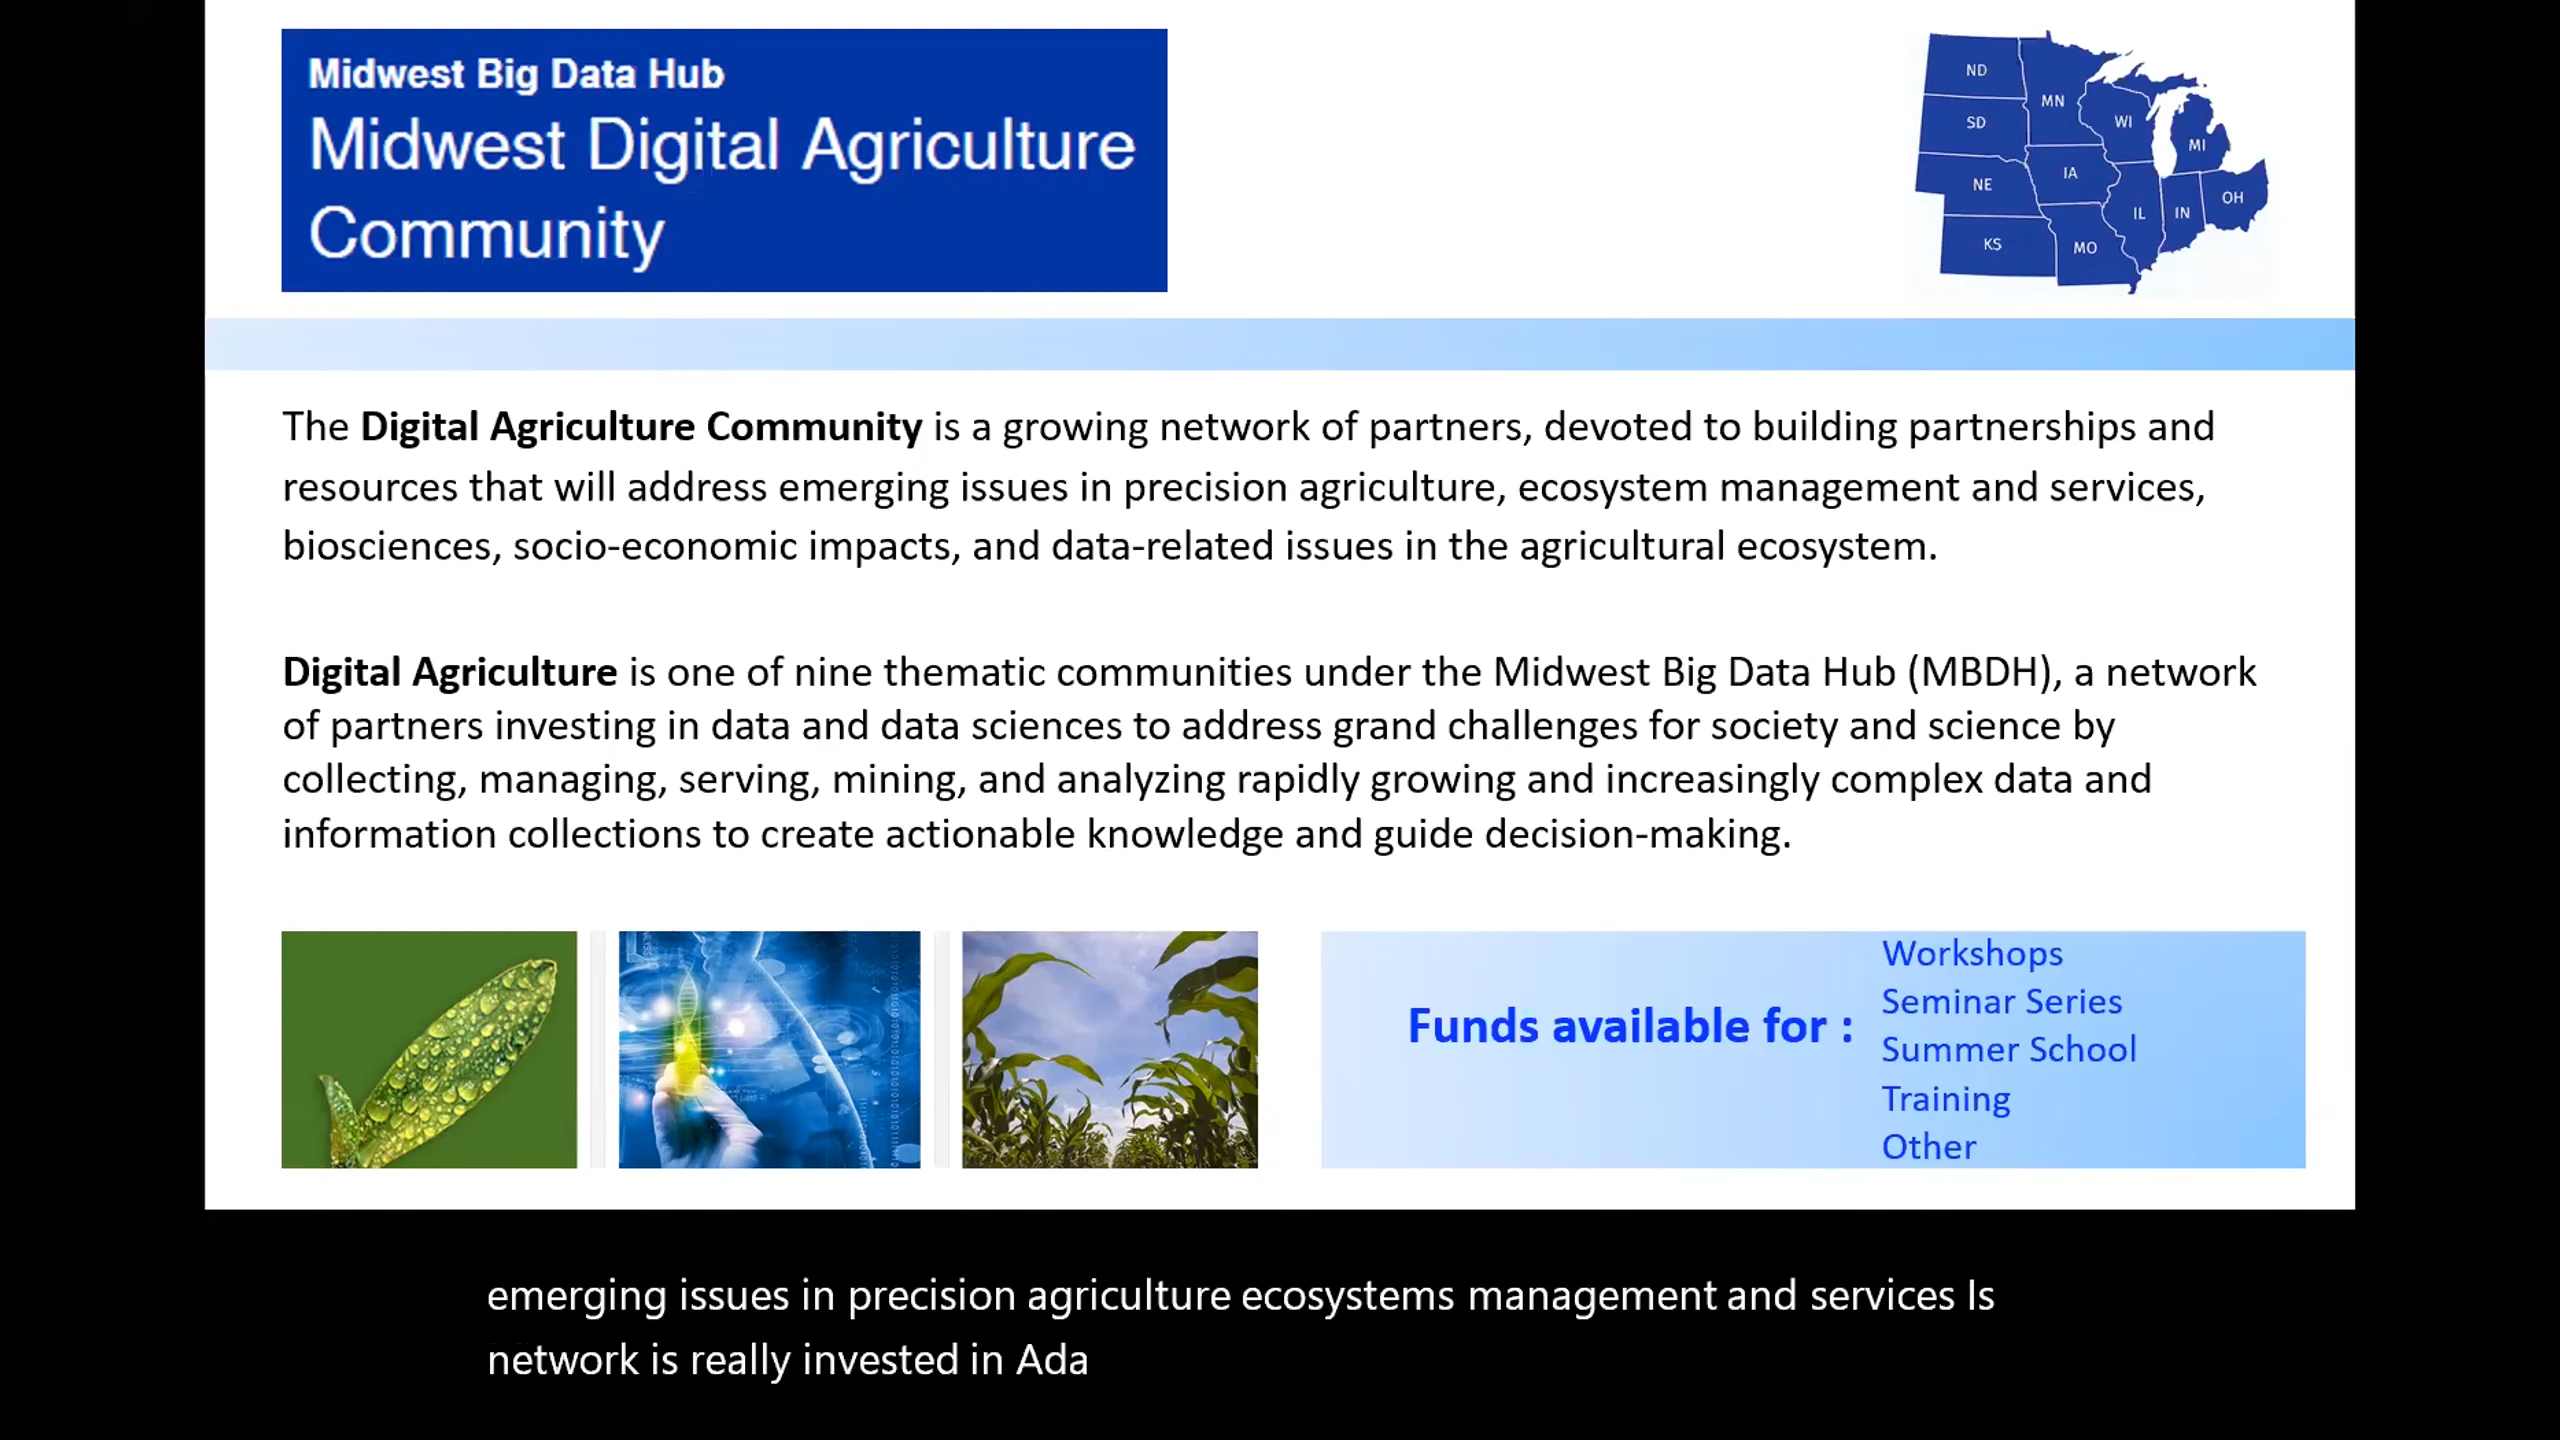 Midwest Big Data Hub
Midwest Digital Agriculture
Community
ND
MN
WI
SD
MI
IA
NE
OH
IL
IN
KS
MO
The Digital Agriculture Community is a growing network of partners, devoted to building partnerships and
resources that will address emerging issues in precision agriculture, ecosystem management and services,
biosciences, socio-economic impacts, and data-related issues in the agricultural ecosystem.
Digital Agriculture is one of nine thematic communities under the Midwest Big Data Hub (MBDH), a network
of partners investing in data and data sciences to address grand challenges for society and science by
collecting, managing, serving, mining, and analyzing rapidly growing and increasingly complex data and
information collections to create actionable knowledge and guide decision-making.
Funds available for :
Workshops
Seminar Series
Summer School
Training
Other
emerging issues in precision agriculture ecosystems management and services Is
network is really invested in Ada